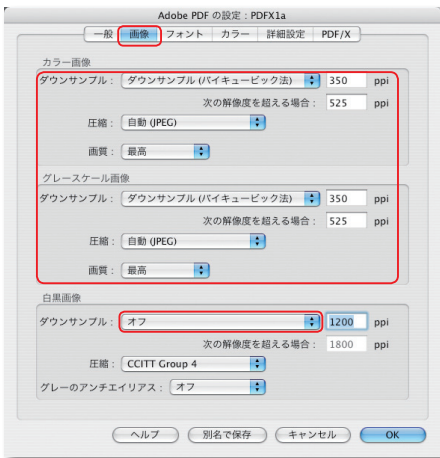 Adobe PDF の設定：PDFX1a
一般 画像 フォント カラー 詳細設定 PDF/X
カラー画像
ダウンサンプル： ダウンサンプル (バイキュービック法) 350 ppi
次の解像度を超える場合： 525 ppi
圧縮： 自動 (JPEG)
画質： 最高
グレースケール画像
ダウンサンプル： ダウンサンプル (バイキュービック法) 350 ppi
次の解像度を超える場合： 525 ppi
圧縮： 自動 (JPEG)
画質： 最高
白黒画像
ダウンサンプル： オフ 1200 ppi
次の解像度を超える場合： 1800 ppi
圧縮： CCITT Group 4
グレーのアンチエイリアス： オフ
ヘルプ 別名で保存 キャンセル OK